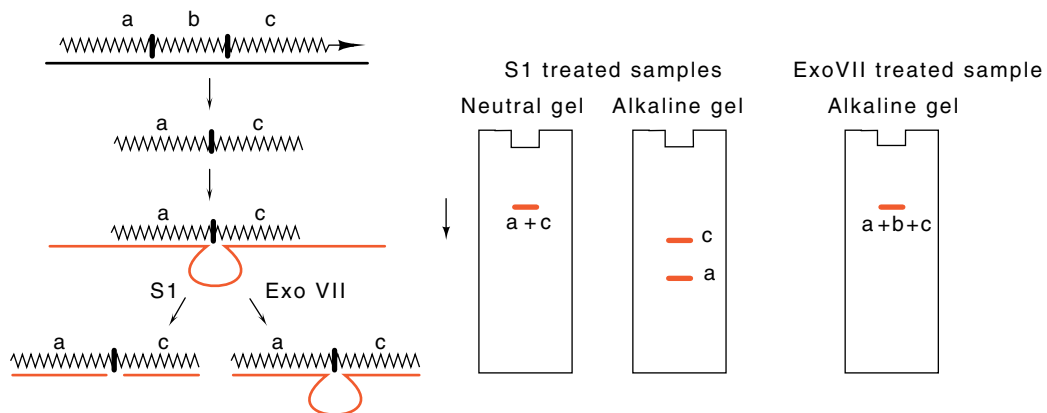 a b c
a c
a c
S1 Exo VII
a c a c
S1 treated samples
Neutral gel Alkaline gel
a + c
c
a
ExoVII treated sample
Alkaline gel
a+b+c